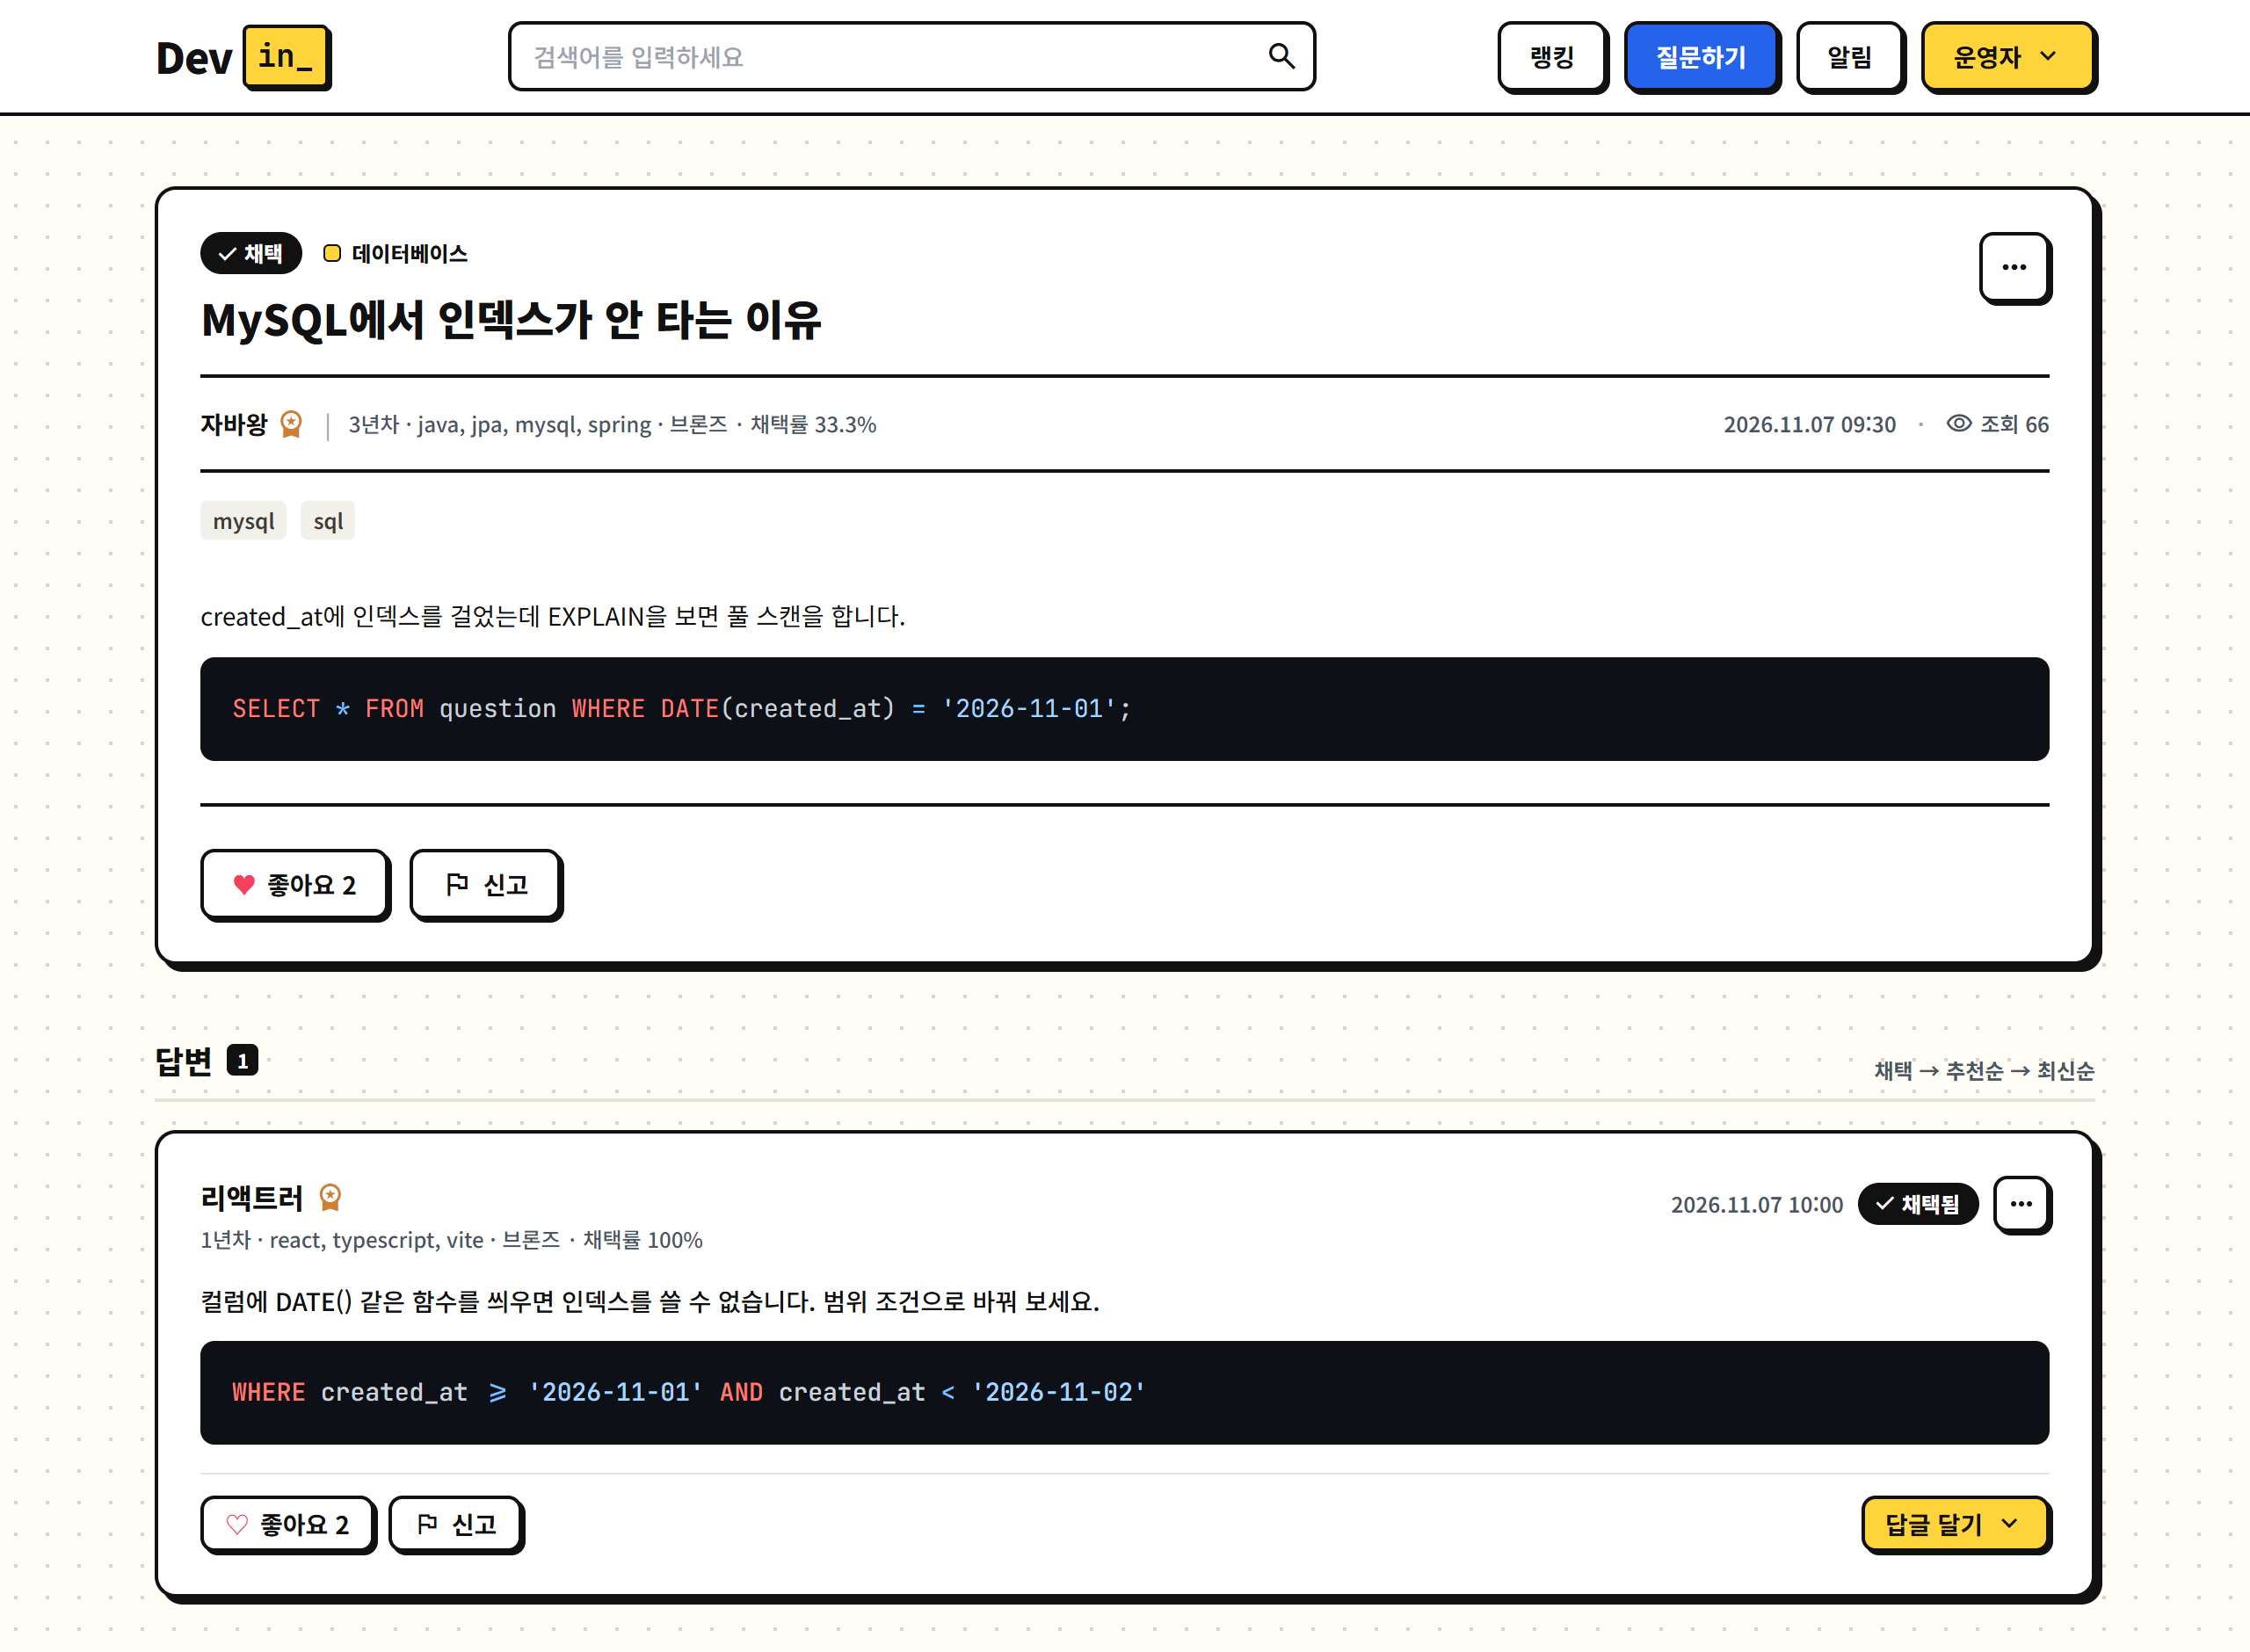 Dev in_
검색어를 입력하세요
랭킹
질문하기
알림
운영자
채택
데이터베이스
MySQL에서 인덱스가 안 타는 이유
자바왕 | 3년차 · java, jpa, mysql, spring · 브론즈 · 채택률 33.3%
2026.11.07 09:30 · 조회 66
mysql sql
created_at에 인덱스를 걸었는데 EXPLAIN을 보면 풀 스캔을 합니다.
SELECT * FROM question WHERE DATE(created_at) = '2026-11-01';
좋아요 2
신고
답변 1
채택 → 추천순 → 최신순
리액트러
2026.11.07 10:00
채택됨
1년차 · react, typescript, vite · 브론즈 · 채택률 100%
컬럼에 DATE() 같은 함수를 씌우면 인덱스를 쓸 수 없습니다. 범위 조건으로 바꿔 보세요.
WHERE created_at >= '2026-11-01' AND created_at < '2026-11-02'
좋아요 2
신고
답글 달기